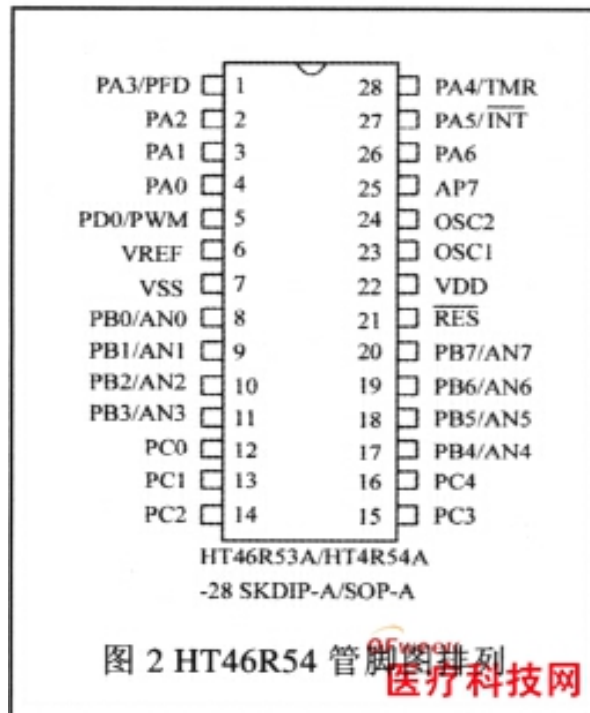 PA3/PFD 1 28 PA4/TMR
PA2 2 27 PA5/INT
PA1 3 26 PA6
PA0 4 25 AP7
PD0/PWM 5 24 OSC2
VREF 6 23 OSC1
VSS 7 22 VDD
PB0/AN0 8 21 RES
PB1/AN1 9 20 PB7/AN7
PB2/AN2 10 19 PB6/AN6
PB3/AN3 11 18 PB5/AN5
PC0 12 17 PB4/AN4
PC1 13 16 PC4
PC2 14 15 PC3
HT46R53A/HT4R54A
-28 SKDIP-A/SOP-A
图 2 HT46R54 管脚图排列
OFweek
医疗科技网